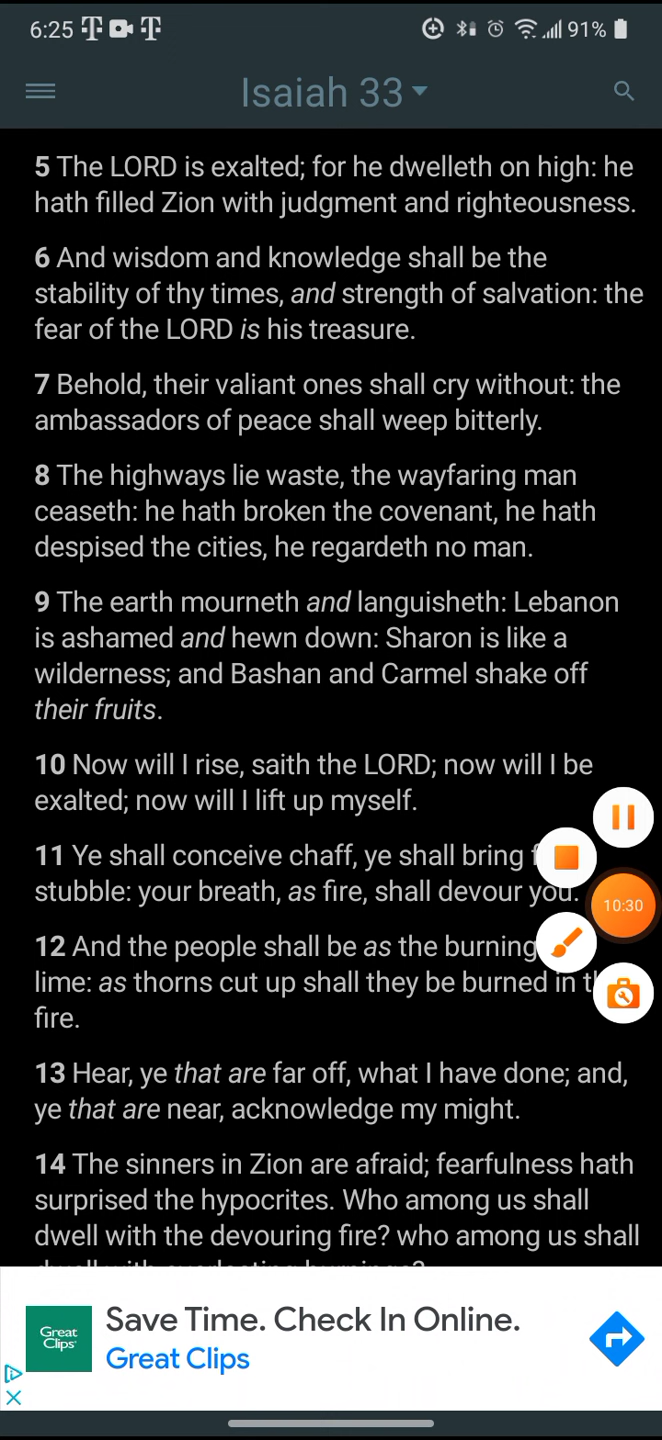 6:25
91%
Isaiah 33
5 The LORD is exalted; for he dwelleth on high: he
hath filled Zion with judgment and righteousness.
6 And wisdom and knowledge shall be the
stability of thy times, and strength of salvation: the
fear of the LORD is his treasure.
7 Behold, their valiant ones shall cry without: the
ambassadors of peace shall weep bitterly.
8 The highways lie waste, the wayfaring man
ceaseth: he hath broken the covenant, he hath
despised the cities, he regardeth no man.
9 The earth mourneth and languisheth: Lebanon
is ashamed and hewn down: Sharon is like a
wilderness; and Bashan and Carmel shake off
their fruits.
10 Now will I rise, saith the LORD; now will I be
exalted; now will I lift up myself.
11 Ye shall conceive chaff, ye shall bring
stubble: your breath, as fire, shall devour you.
10:30
12 And the people shall be as the burning
lime: as thorns cut up shall they be burned in
fire.
13 Hear, ye that are far off, what I have done; and,
ye that are near, acknowledge my might.
14 The sinners in Zion are afraid; fearfulness hath
surprised the hypocrites. Who among us shall
dwell with the devouring fire? who among us shall
Great Clips
Save Time. Check In Online.
Great Clips